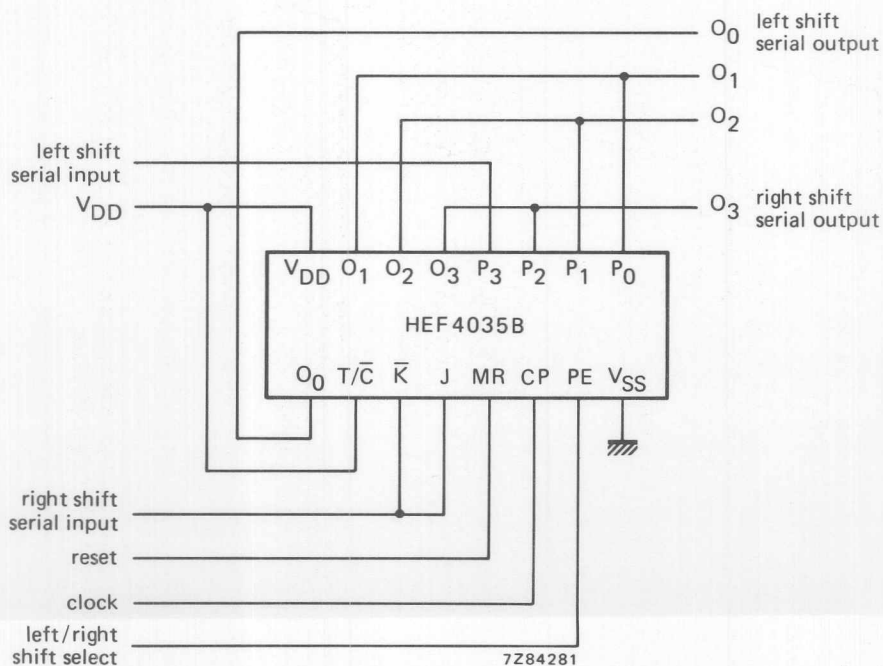 O0 left shift
serial output
O1
O2
left shift
serial input
VDD
O3 right shift
serial output
VDD O1 O2 O3 P3 P2 P1 P0
HEF4035B
O0 T/C̅ K̅ J MR CP PE VSS
right shift
serial input
reset
clock
left/right
shift select
7Z84281